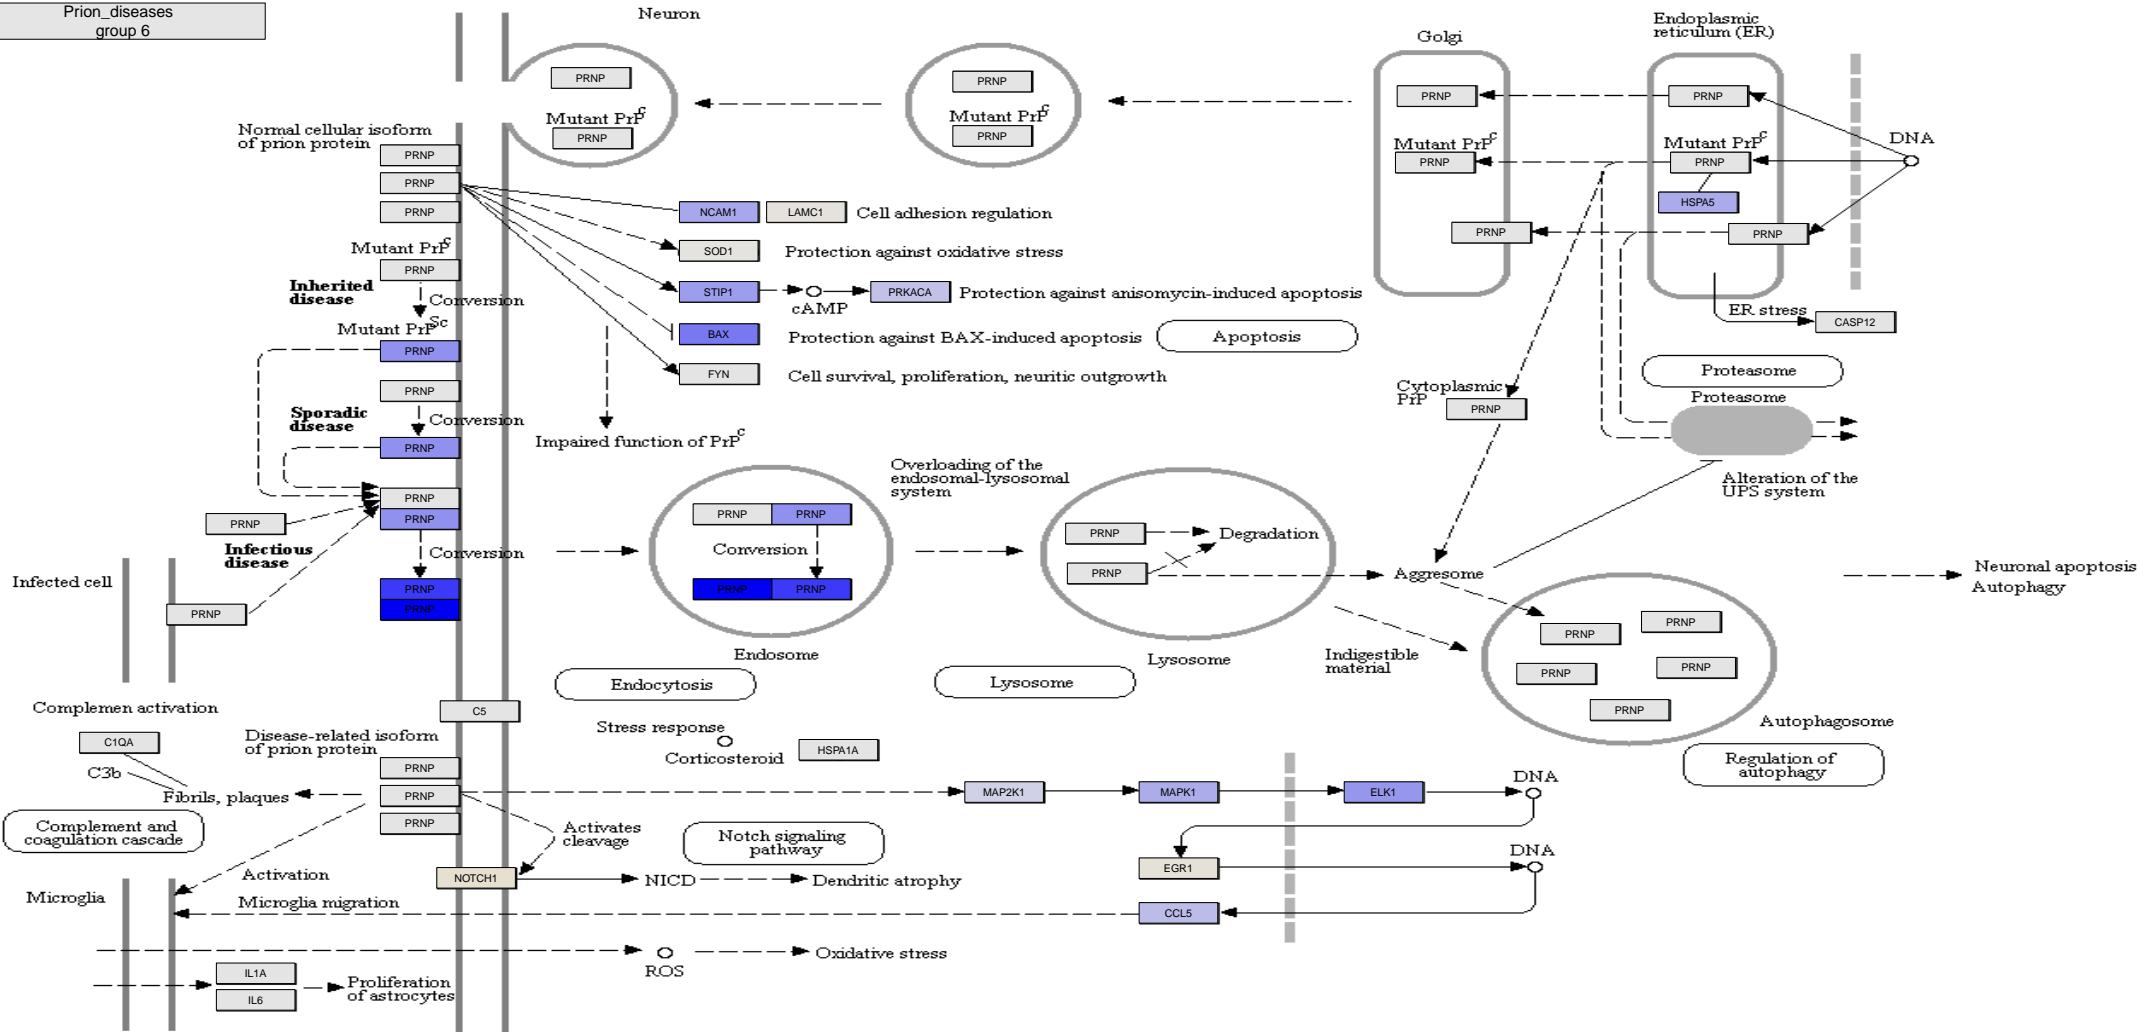 Prion_diseases
group 6
Neuron
Golgi
Endoplasmic
reticulum (ER)
PRNP
Mutant PrP c
PRNP
PRNP
Mutant PrP c
PRNP
PRNP
Mutant PrP c
PRNP
PRNP
PRNP
Mutant PrP c
PRNP
HSPA5
PRNP
DNA
Normal cellular isoform
of prion protein
PRNP
PRNP
PRNP
NCAM1
LAMC1
Cell adhesion regulation
SOD1
Protection against oxidative stress
STIP1
cAMP
PRKACA
Protection against anisomycin-induced apoptosis
BAX
Protection against BAX-induced apoptosis
Apoptosis
FYN
Cell survival, proliferation, neuritic outgrowth
ER stress
CASP12
Mutant PrP c
PRNP
Inherited
disease
Conversion
Mutant PrP Sc
PRNP
PRNP
Sporadic
disease
Conversion
PRNP
Impaired function of PrP c
Cytoplasmic
PrP
PRNP
Proteasome
Proteasome
Alteration of the
UPS system
PRNP
PRNP
PRNP
Infectious
disease
Conversion
PRNP
PRNP
Infected cell
PRNP
PRNP
PRNP
Conversion
PRNP
PRNP
Endosome
Endocytosis
Overloading of the
endosomal-lysosomal
system
PRNP
Degradation
PRNP
Lysosome
Lysosome
Aggresome
Indigestible
material
PRNP
PRNP
PRNP
PRNP
PRNP
Autophagosome
Regulation of
autophagy
Neuronal apoptosis
Autophagy
Complemen activation
C5
C1QA
C3b
Fibrils, plaques
Complement and
coagulation cascade
Disease-related isoform
of prion protein
PRNP
PRNP
PRNP
Stress response
Corticosteroid
HSPA1A
MAP2K1
MAPK1
ELK1
DNA
Activates
cleavage
Notch signaling
pathway
EGR1
DNA
NOTCH1
NICD
Dendritic atrophy
Activation
Microglia
Microglia migration
CCL5
ROS
Oxidative stress
IL1A
IL6
Proliferation
of astrocytes